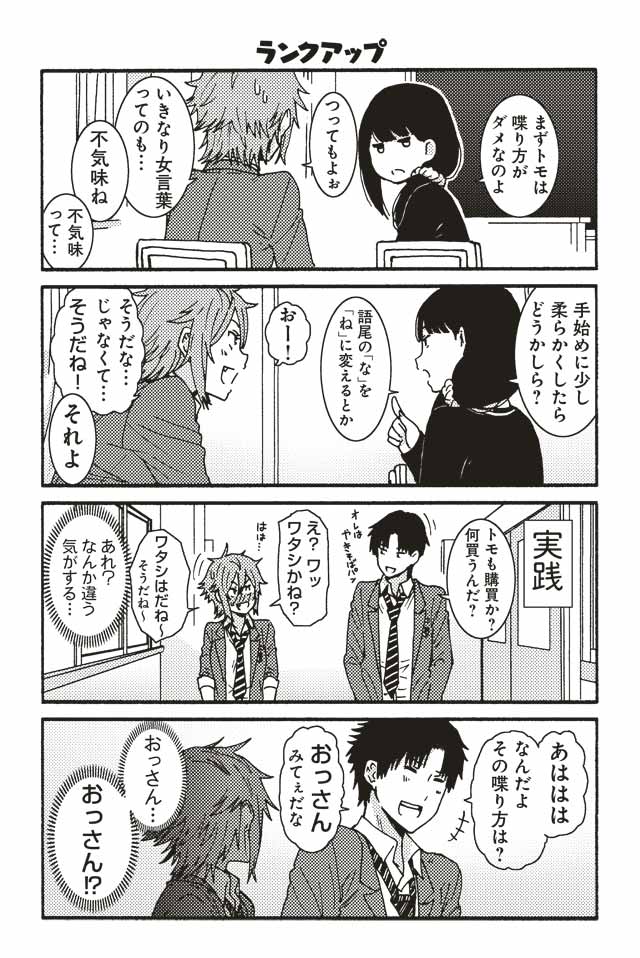 ランクアップ
まずトモは
喋り方が
ダメなのよ
つってもよぉ
いきなり女言葉
ってのも…
不気味ね
不気味
って…
手始めに少し
柔らかくしたら
どうかしら?
語尾の「な」を
「ね」に変えるとか
おー!
そうだな…
じゃなくて…
そうだね!
それよ
実践
トモも購買か?
何買うんだ?
オレは
やきそばパン
え?ワッ
ワタシかね?
はは…
ワタシはだね〜
そうだね〜
あれ?
なんか違う
気がする…
あははは
なんだよ
その喋り方は?
おっさん
みてぇだな
おっさん…
おっさん!?